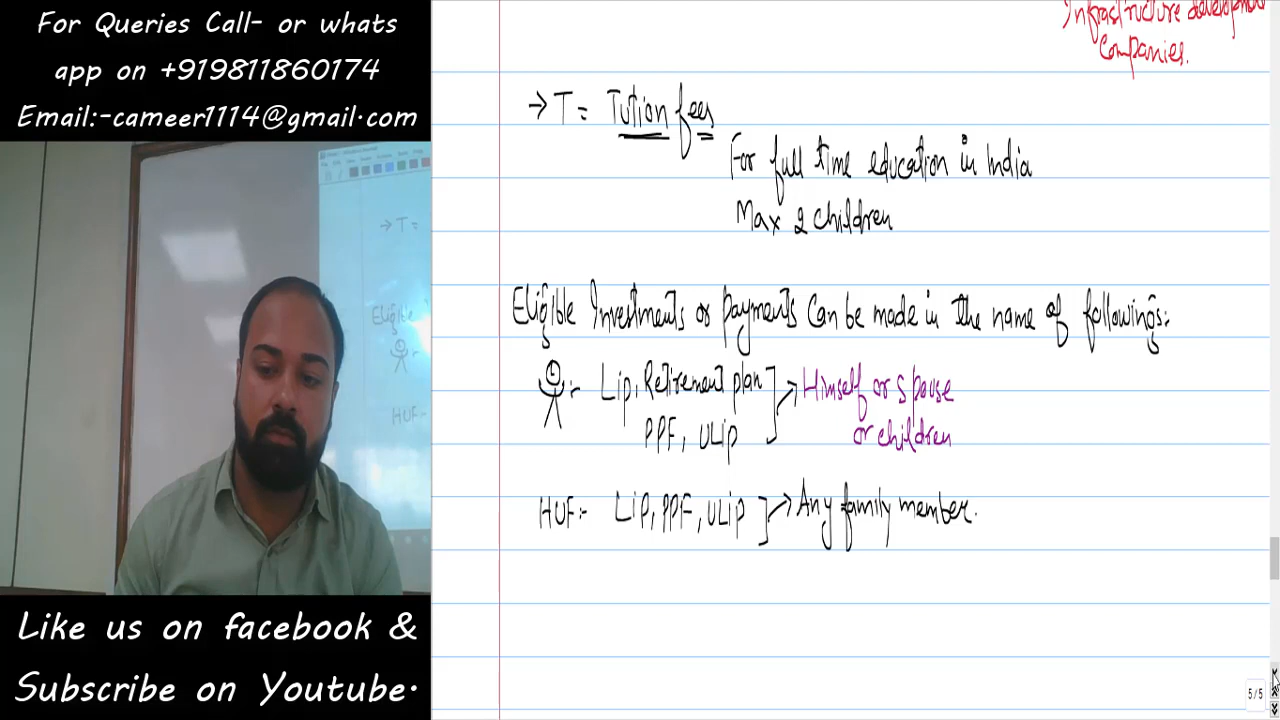 For Queries Call- or whats
app on +919811860174
Email:-cameer1114@gmail.com
Infrastructure developm
Companies.
→ T = Tution fees
For full time education in India
Max 2 children
Eligible Investments or payments Can be made in the name of followings:-
:- Lip, Retirement plan
PPF, ULip
Himself or spouse
or children
HUF:- Lip, PPF, ULip → Any family member.
Like us on facebook &
Subscribe on Youtube.
5/5